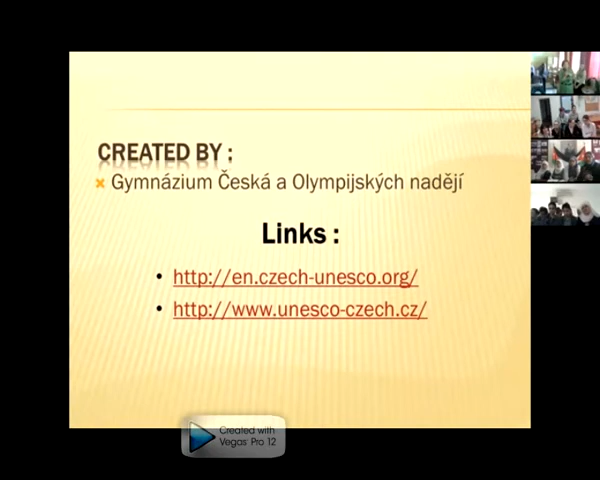 CREATED BY :
Gymnázium Česká a Olympijských nadějí
Links :
http://en.czech-unesco.org/
http://www.unesco-czech.cz/
Created with
Vegas Pro 12